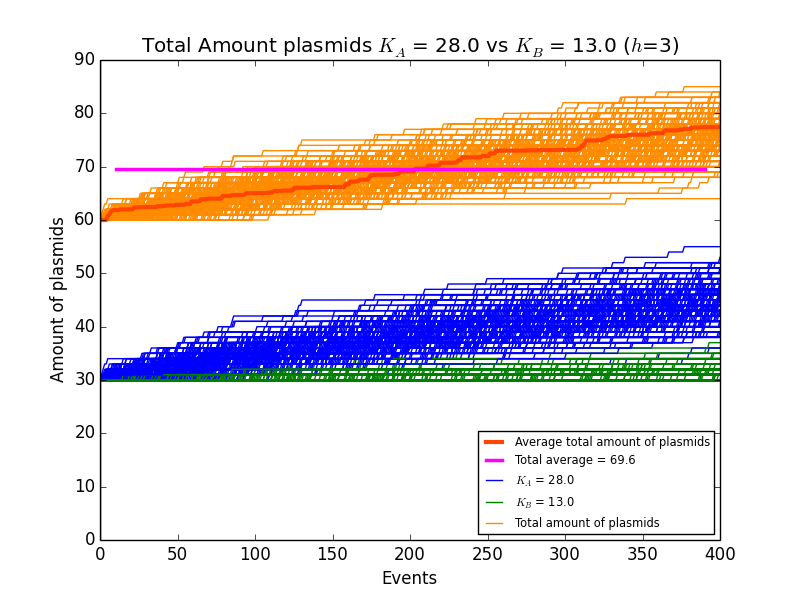 Total Amount plasmids K_A = 28.0 vs K_B = 13.0 (h=3)
90
80
70
60
50
40
30
20
10
0
Amount of plasmids
0 50 100 150 200 250 300 350 400
Events
Average total amount of plasmids
Total average = 69.6
K_A = 28.0
K_B = 13.0
Total amount of plasmids